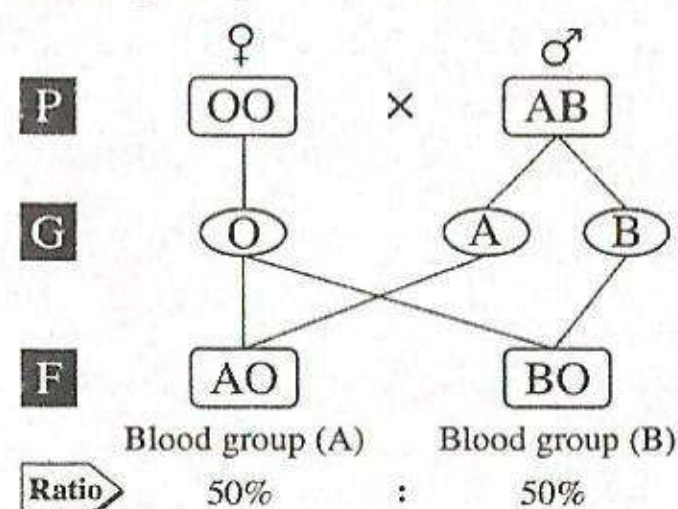 ♀ ♂
P OO × AB
G O A B
F AO BO
Blood group (A) Blood group (B)
Ratio 50% : 50%